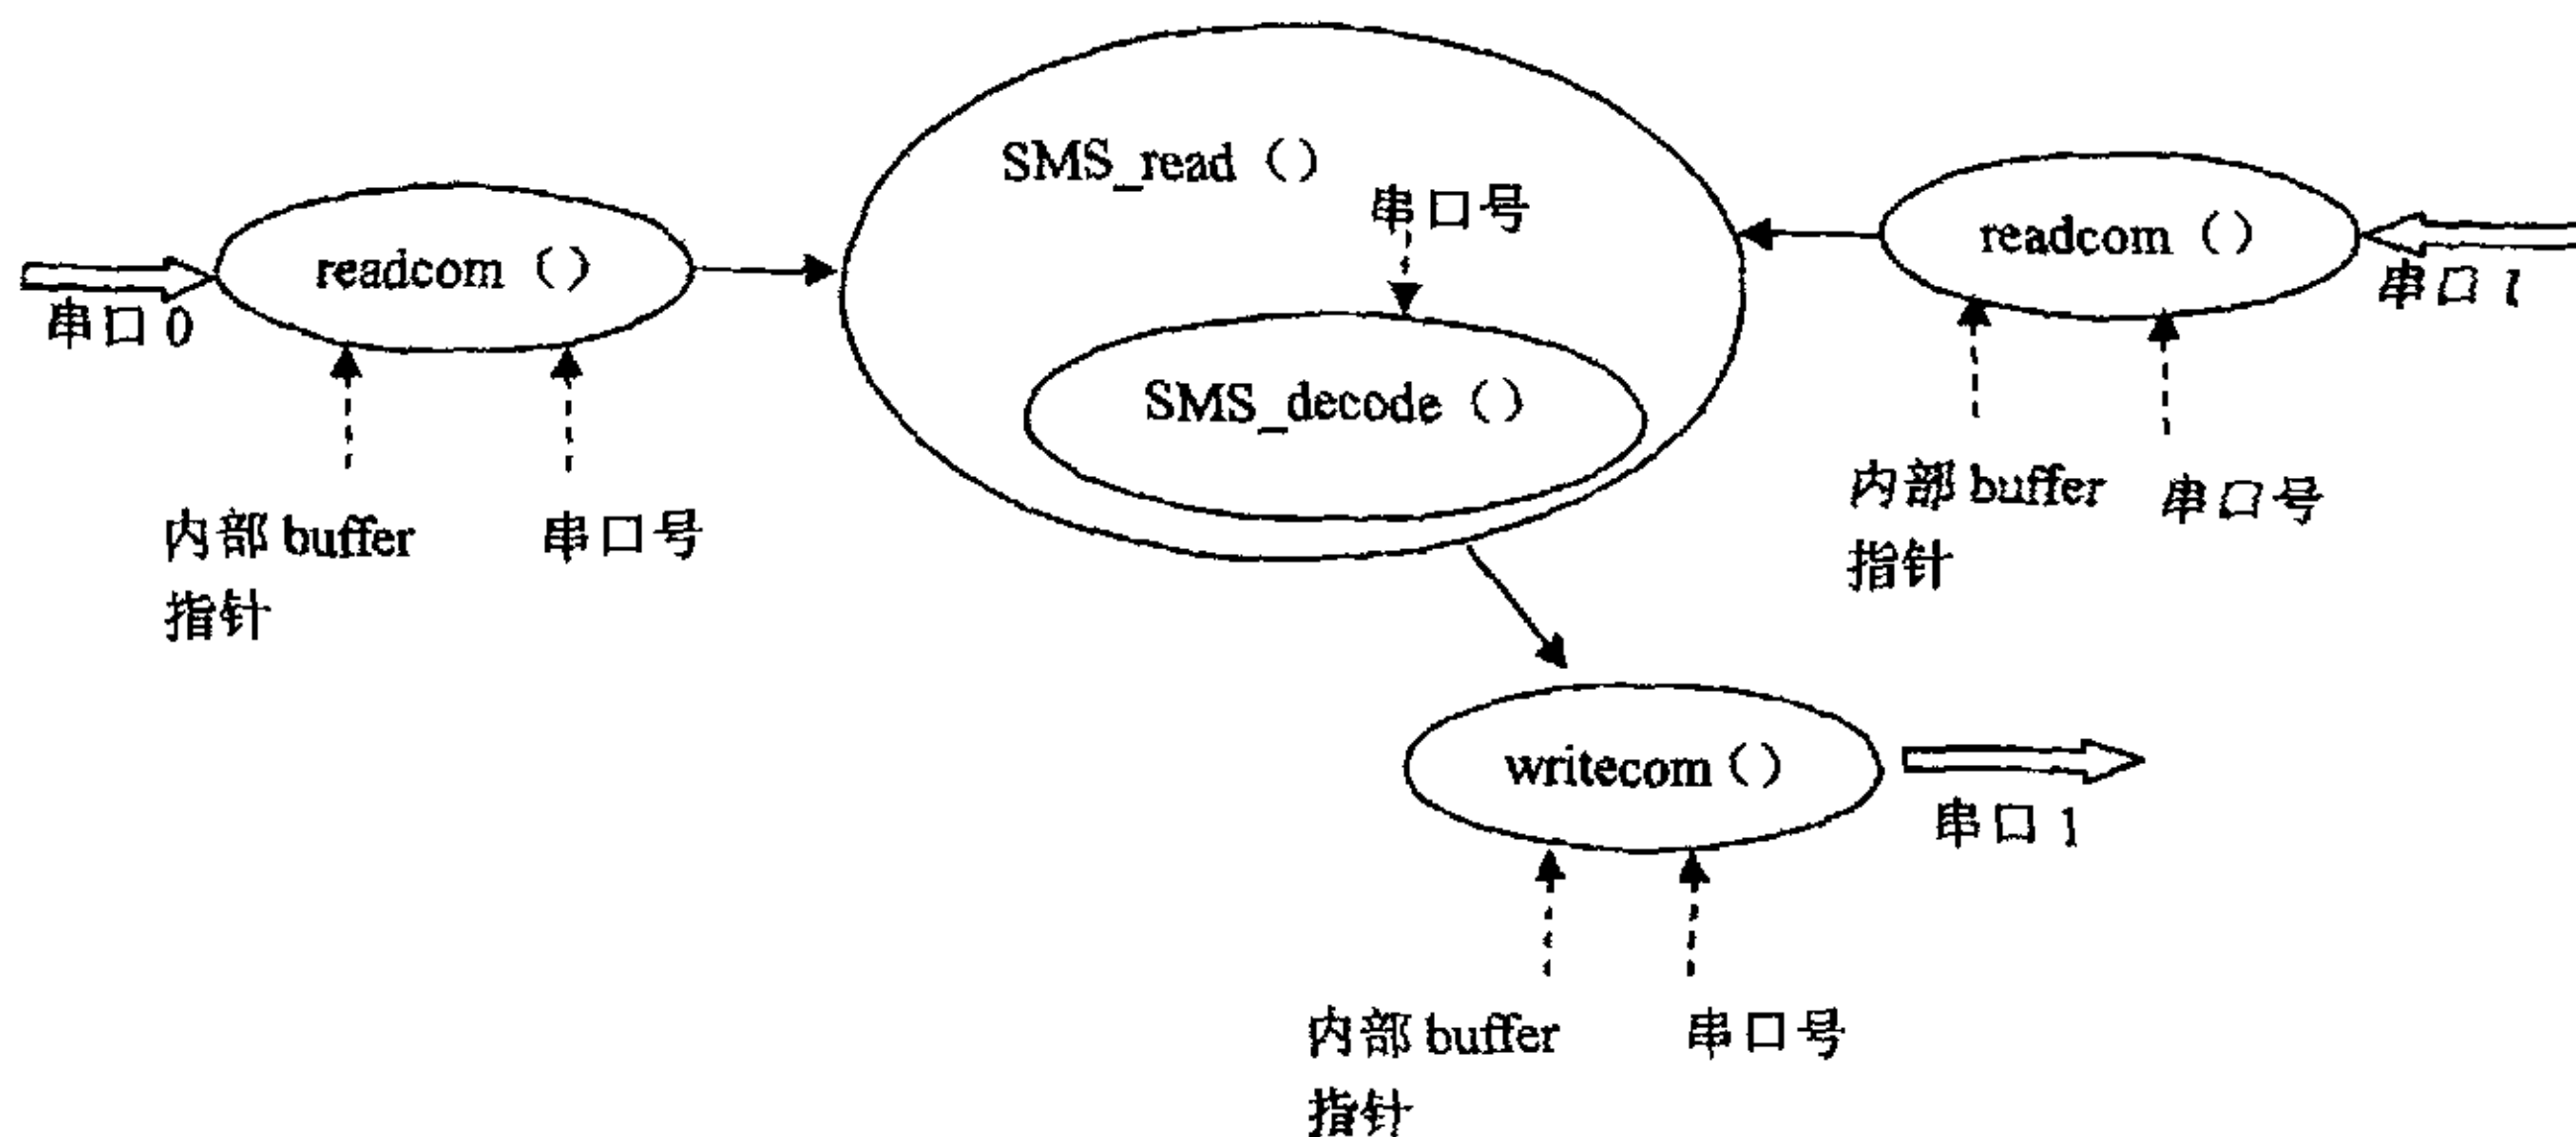 SMS_read（）
串口号
readcom（）
readcom（）
串口 0
串口 1
SMS_decode（）
内部 buffer
指针
串口号
内部 buffer
指针
串口号
writecom（）
串口 1
内部 buffer
指针
串口号